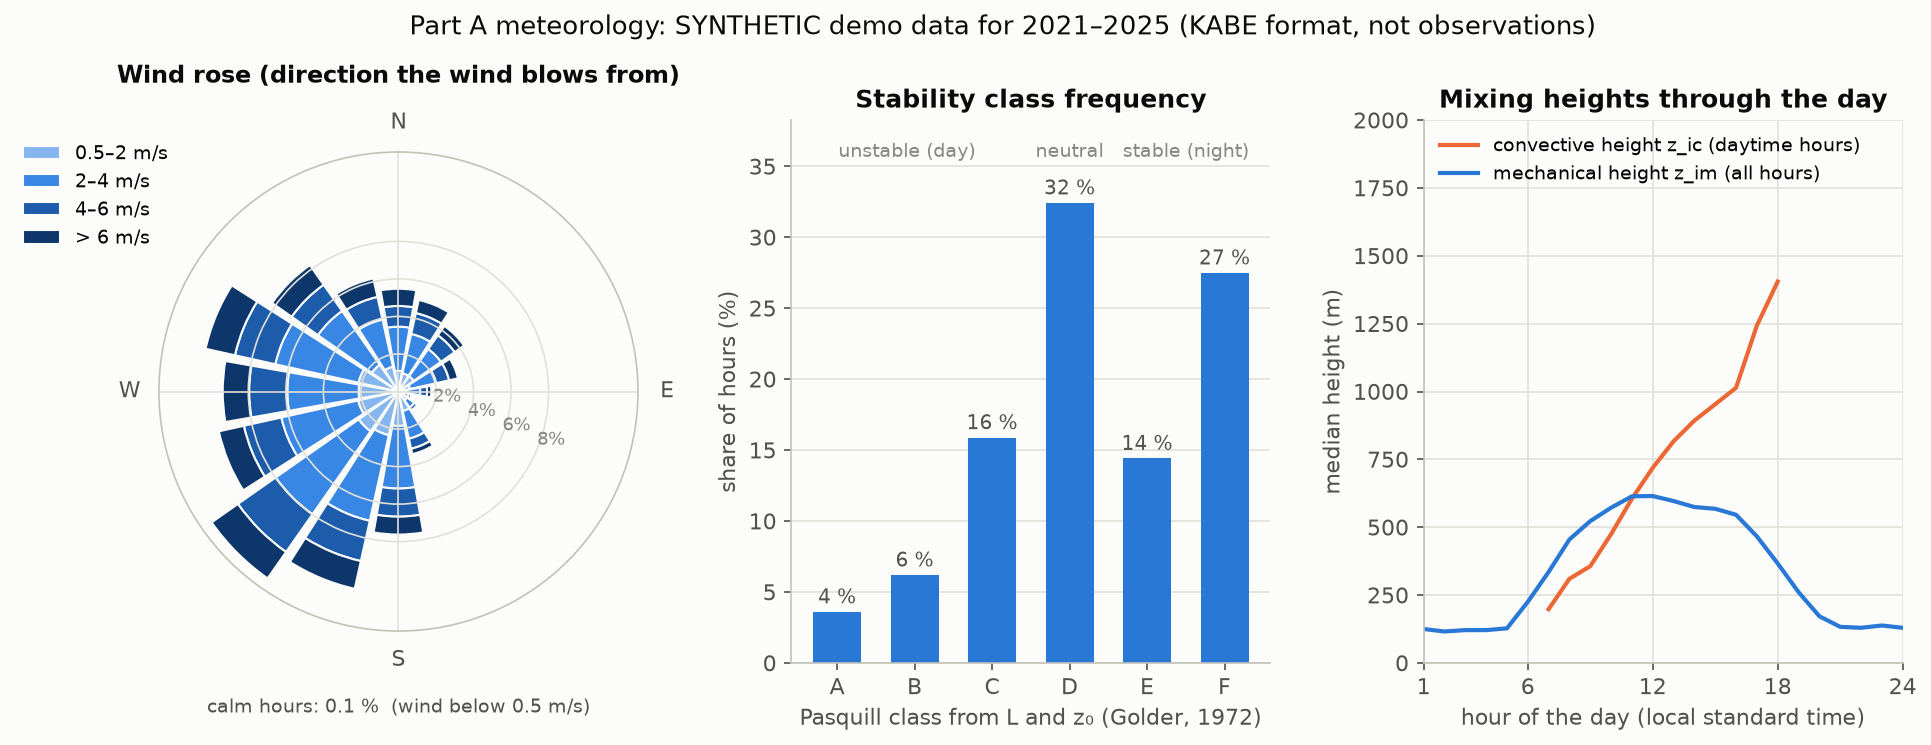 Part A meteorology: SYNTHETIC demo data for 2021–2025 (KABE format, not observations)
Wind rose (direction the wind blows from)
0.5–2 m/s
2–4 m/s
4–6 m/s
> 6 m/s
N
W
E
S
2%
4%
6%
8%
calm hours: 0.1 %  (wind below 0.5 m/s)
Stability class frequency
unstable (day)
neutral
stable (night)
share of hours (%)
35
30
25
20
15
10
5
0
4 %
6 %
16 %
32 %
14 %
27 %
A B C D E F
Pasquill class from L and z₀ (Golder, 1972)
Mixing heights through the day
convective height z_ic (daytime hours)
mechanical height z_im (all hours)
median height (m)
2000
1750
1500
1250
1000
750
500
250
0
1 6 12 18 24
hour of the day (local standard time)